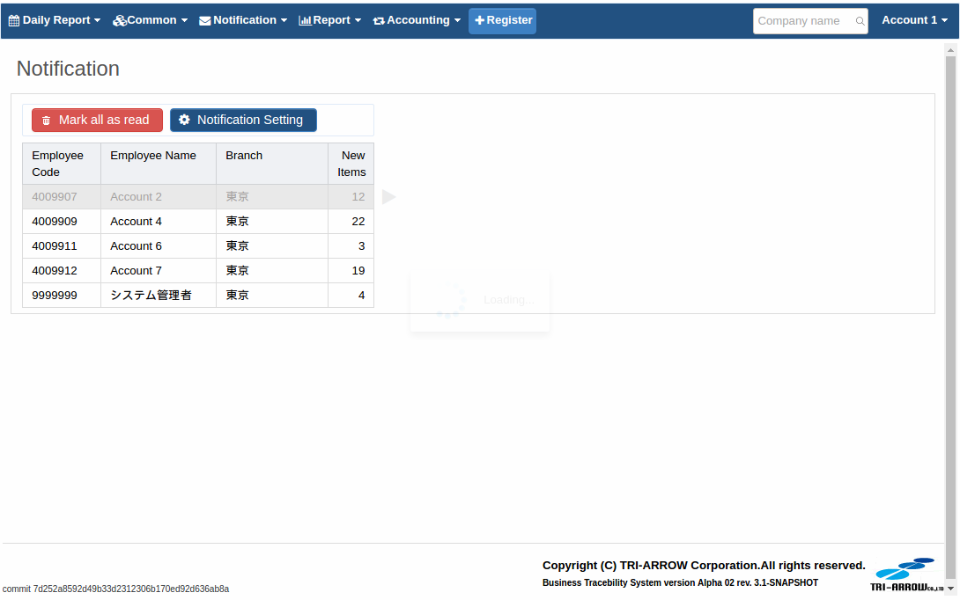 Daily Report Common Notification Report Accounting Register Company name Account 1
Notification
Mark all as read Notification Setting
Employee Code Employee Name Branch New Items
4009907 Account 2 東京 12
4009909 Account 4 東京 22
4009911 Account 6 東京 3
4009912 Account 7 東京 19
9999999 システム管理者 東京 4
Loading...
Copyright (C) TRI-ARROW Corporation.All rights reserved.
Business Tracebility System version Alpha 02 rev. 3.1-SNAPSHOT
TRI-ARROW CO.,LTD
commit 7d252a8592d49b33d2312306b170ed92d636ab8a